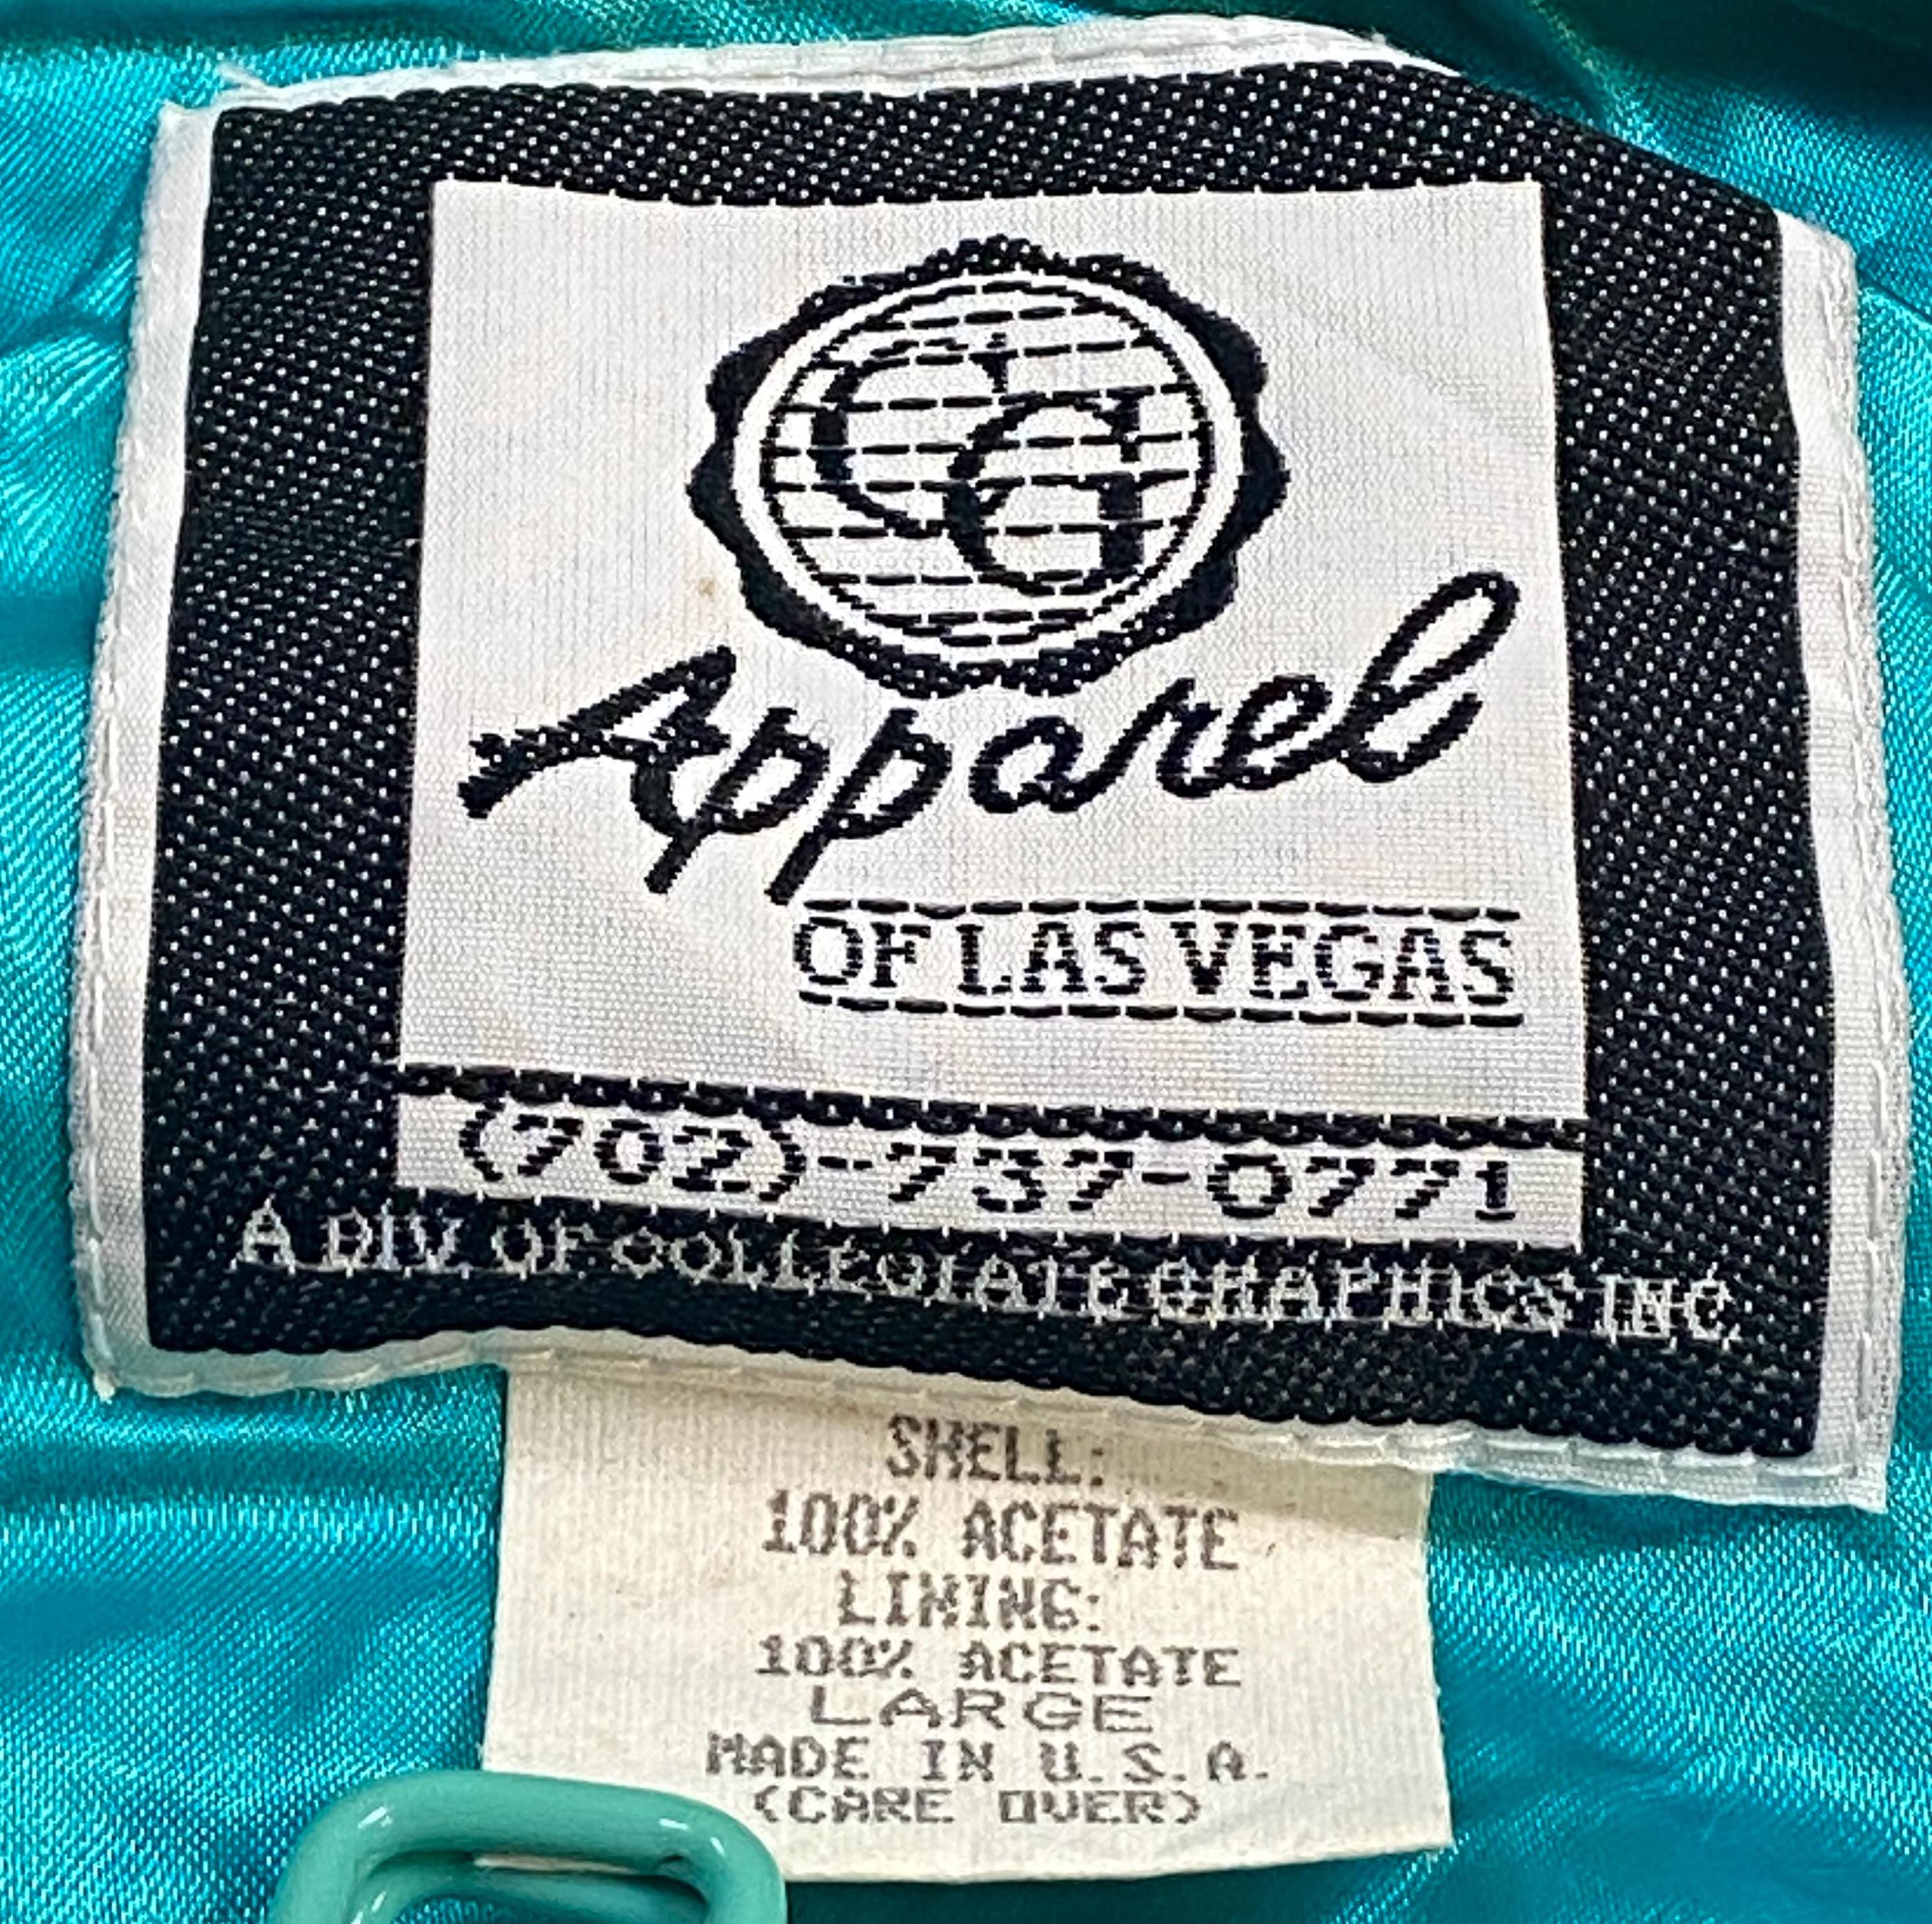 CG
Apparel
OF LAS VEGAS
(702)-737-0771
A DIV. OF COLLEGIATE GRAPHICS INC.
SHELL:
100% ACETATE
LINING:
100% ACETATE
LARGE
MADE IN U.S.A.
(CARE OVER)